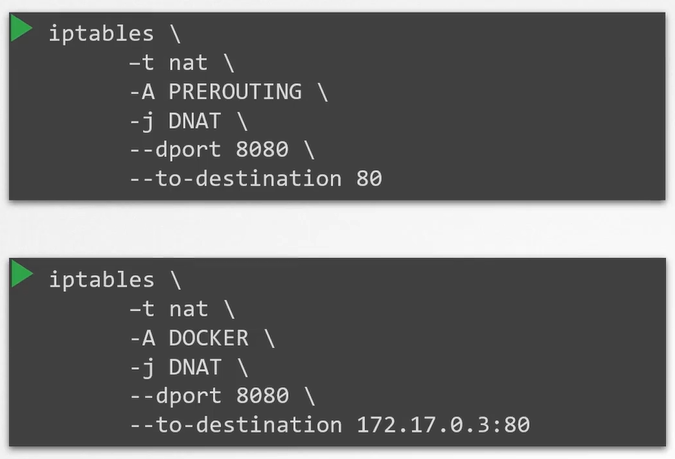 iptables \
–t nat \
-A PREROUTING \
-j DNAT \
--dport 8080 \
--to-destination 80
iptables \
–t nat \
-A DOCKER \
-j DNAT \
--dport 8080 \
--to-destination 172.17.0.3:80